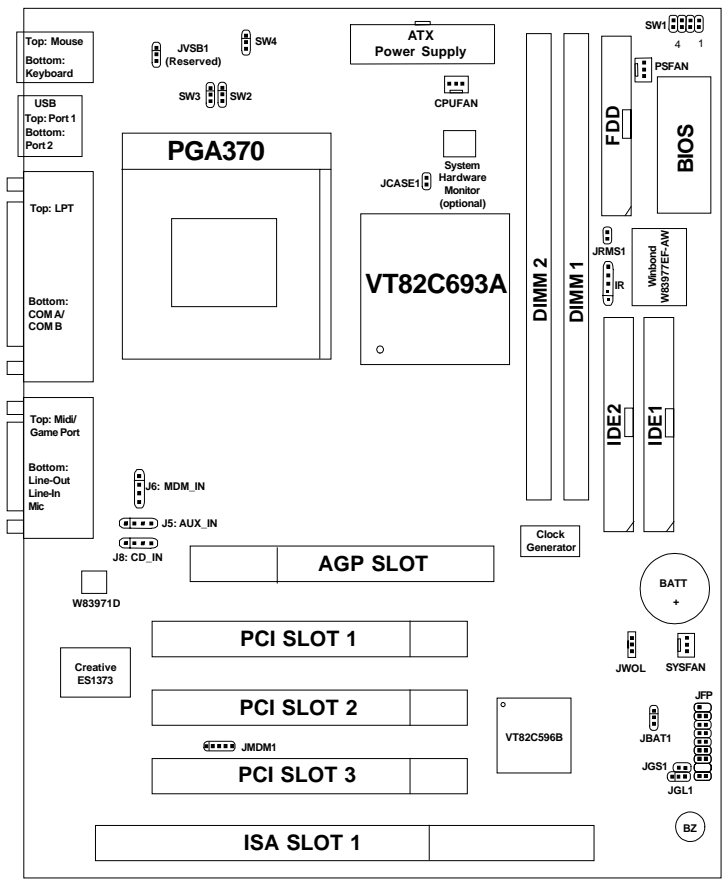 Top: Mouse
Bottom:
Keyboard
JVSB1
(Reserved)
SW4
ATX
Power Supply
SW1
4 1
PSFAN
CPUFAN
USB
Top: Port 1
Bottom:
Port 2
SW3
SW2
PGA370
System
Hardware
Monitor
(optional)
JCASE1
FDD
BIOS
Top: LPT
Bottom:
COM A/
COM B
VT82C693A
DIMM 2
DIMM 1
JRMS1
IR
Winbond
W83977EF-AW
IDE2
IDE1
Top: Midi/
Game Port
Bottom:
Line-Out
Line-In
Mic
J6: MDM_IN
J5: AUX_IN
J8: CD_IN
Clock
Generator
AGP SLOT
W83971D
BATT
+
PCI SLOT 1
JWOL
SYSFAN
Creative
ES1373
PCI SLOT 2
VT82C596B
JFP
JBAT1
JMDM1
PCI SLOT 3
JGS1
JGL1
BZ
ISA SLOT 1